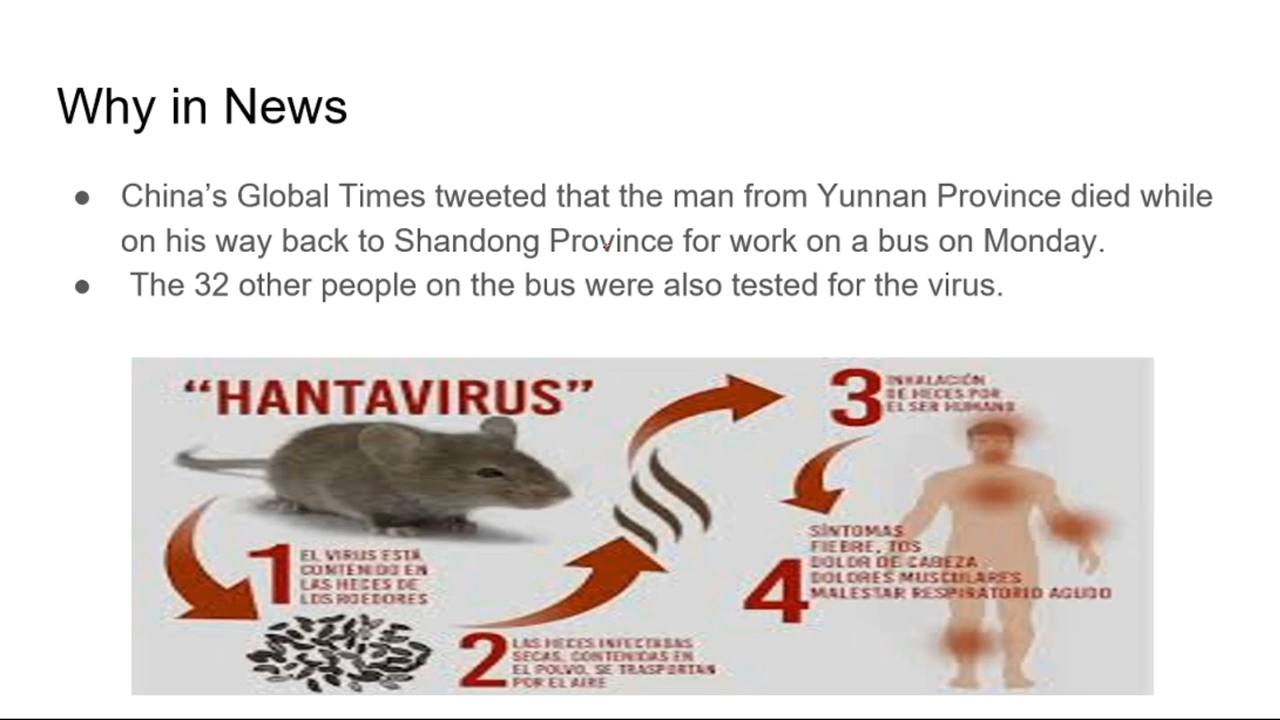 Why in News
● China’s Global Times tweeted that the man from Yunnan Province died while
on his way back to Shandong Province for work on a bus on Monday.
● The 32 other people on the bus were also tested for the virus.
“HANTAVIRUS”
1
EL VIRUS ESTÁ
CONTENIDO EN
LAS HECES DE
LOS ROEDORES
2
LAS HECES INFECTADAS
SECAS, CONTENIDAS EN
EL POLVO, SE TRASPORTAN
POR EL AIRE
3
INHALACIÓN
DE HECES POR
EL SER HUMANO
4
SÍNTOMAS
FIEBRE, TOS
DOLOR DE CABEZA
DOLORES MUSCULARES
MALESTAR RESPIRATORIO AGUDO